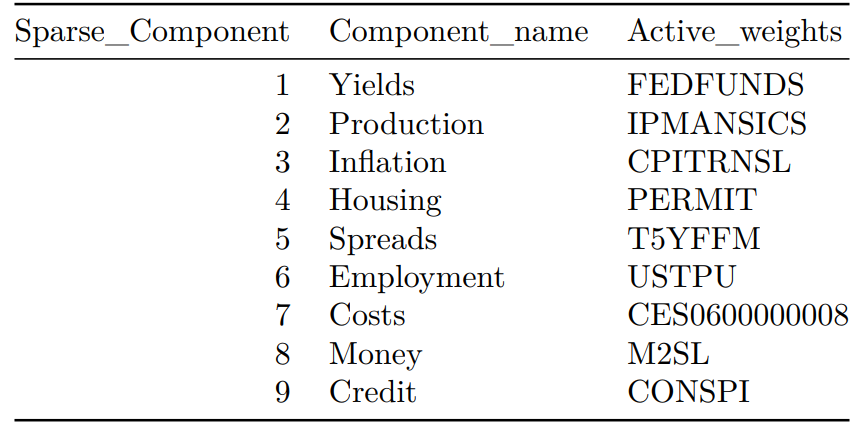 Sparse_Component Component_name Active_weights
1 Yields FEDFUNDS
2 Production IPMANSICS
3 Inflation CPITRNSL
4 Housing PERMIT
5 Spreads T5YFFM
6 Employment USTPU
7 Costs CES0600000008
8 Money M2SL
9 Credit CONSPI